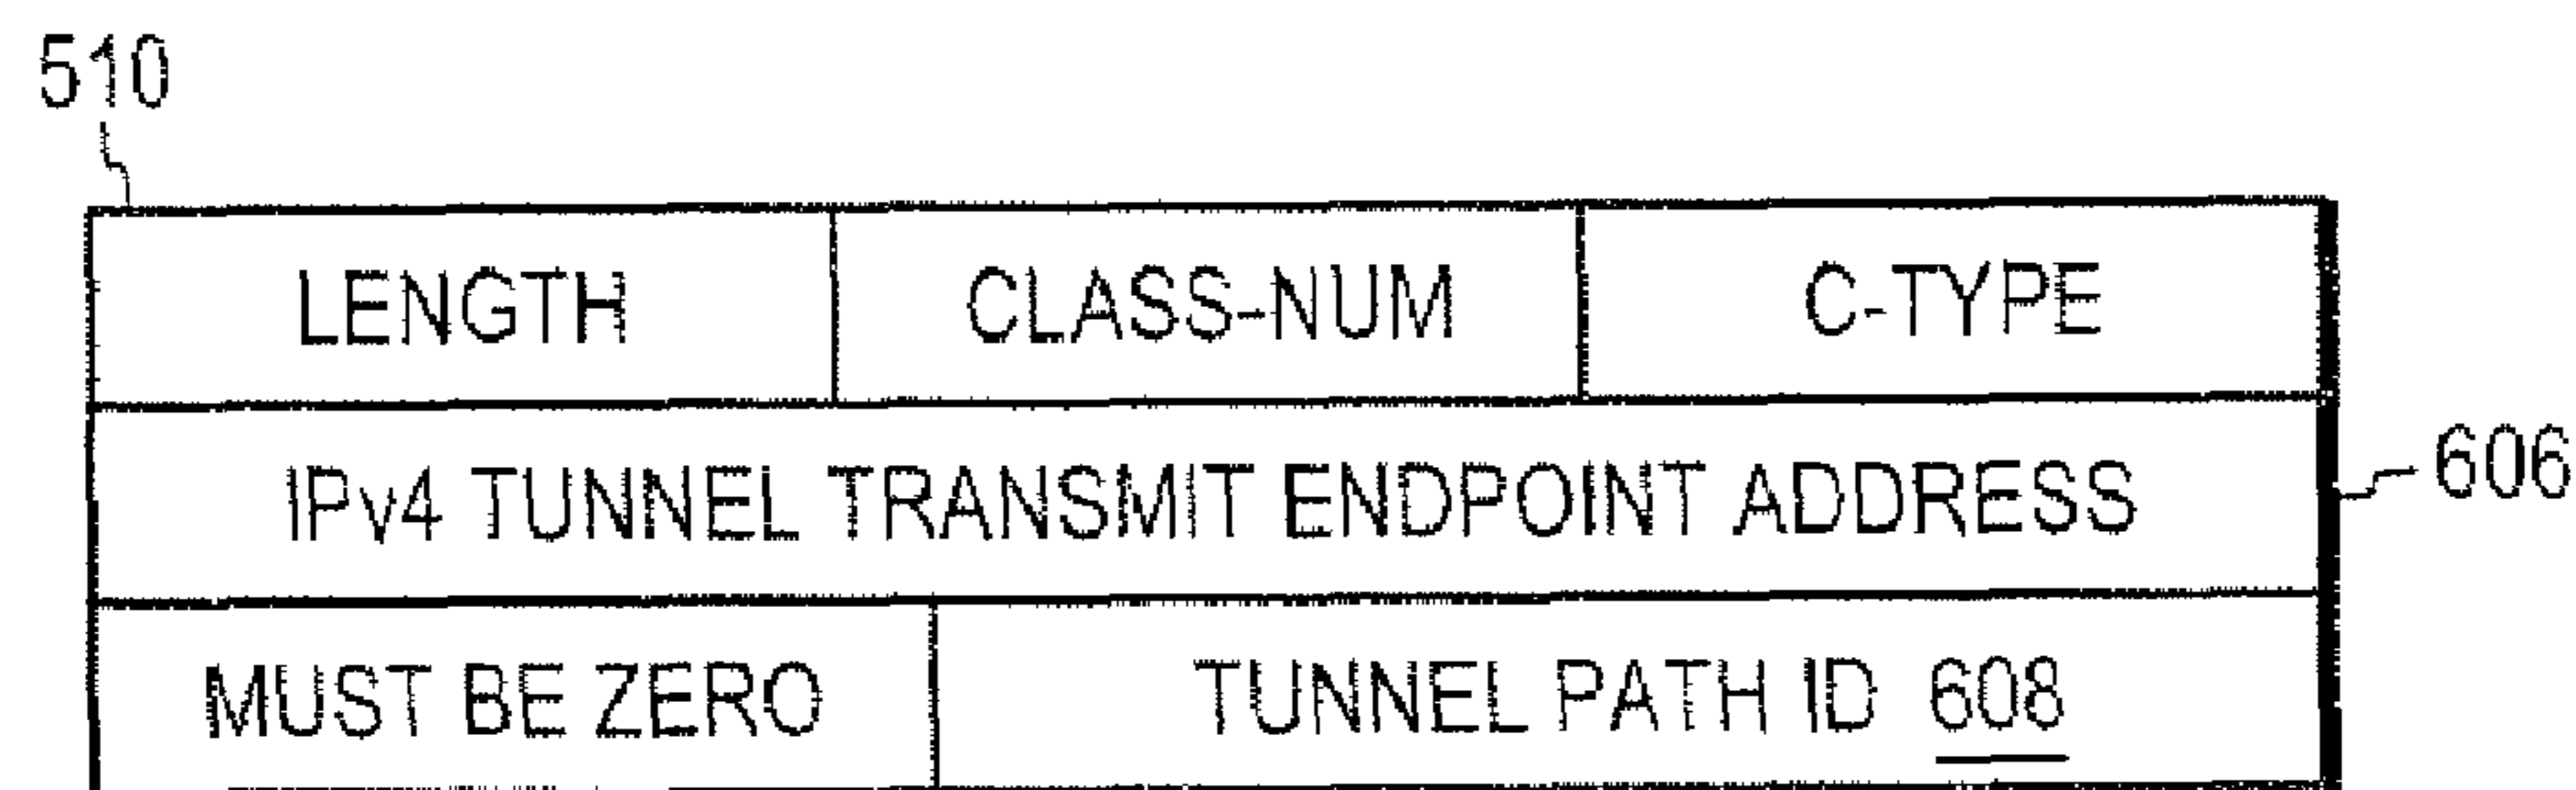 510
LENGTH CLASS-NUM C-TYPE
IPv4 TUNNEL TRANSMIT ENDPOINT ADDRESS 606
MUST BE ZERO TUNNEL PATH ID 608